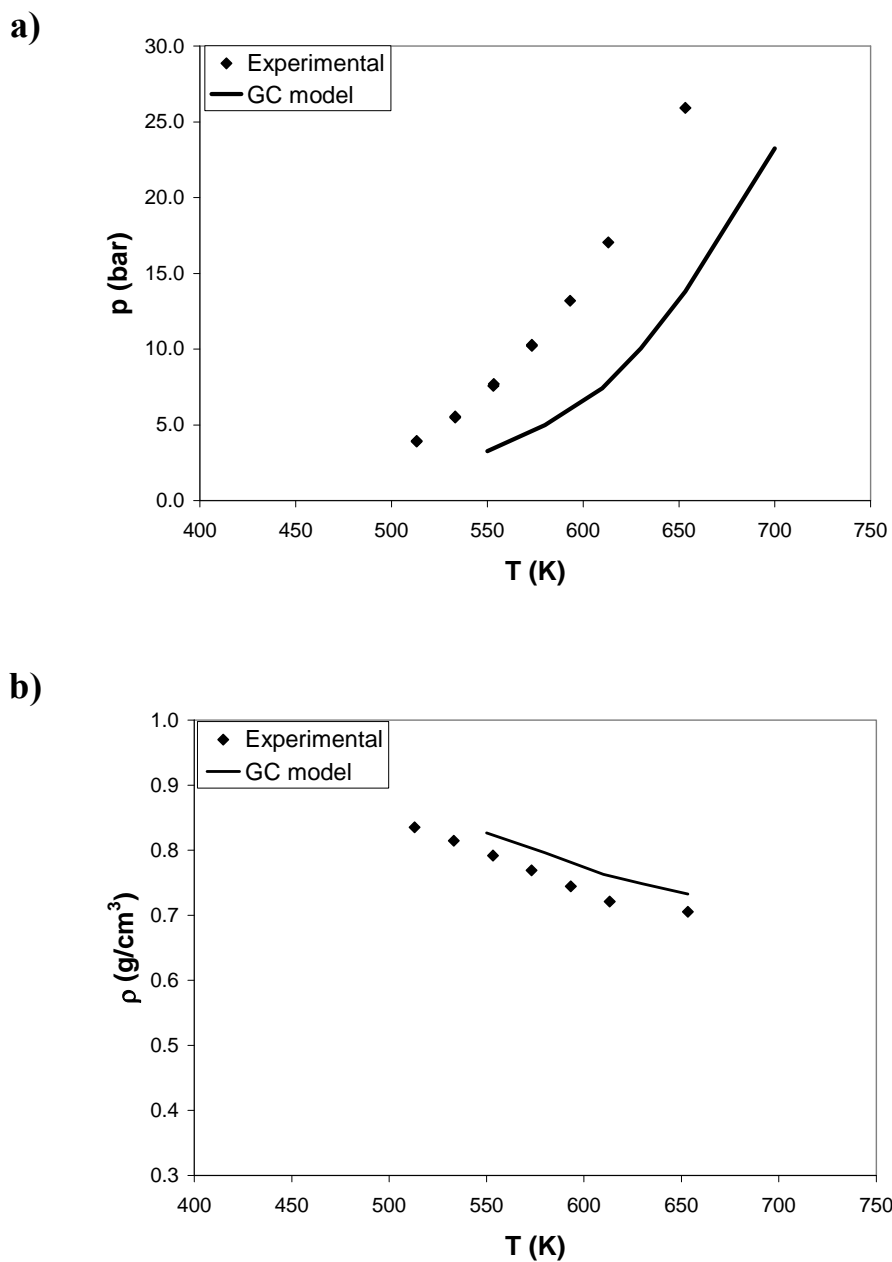 a)
30.0
Experimental
GC model
25.0
20.0
15.0
10.0
5.0
0.0
p (bar)
400 450 500 550 600 650 700 750
T (K)
b)
1.0
Experimental
GC model
0.9
0.8
0.7
0.6
0.5
0.4
0.3
ρ (g/cm³)
400 450 500 550 600 650 700 750
T (K)